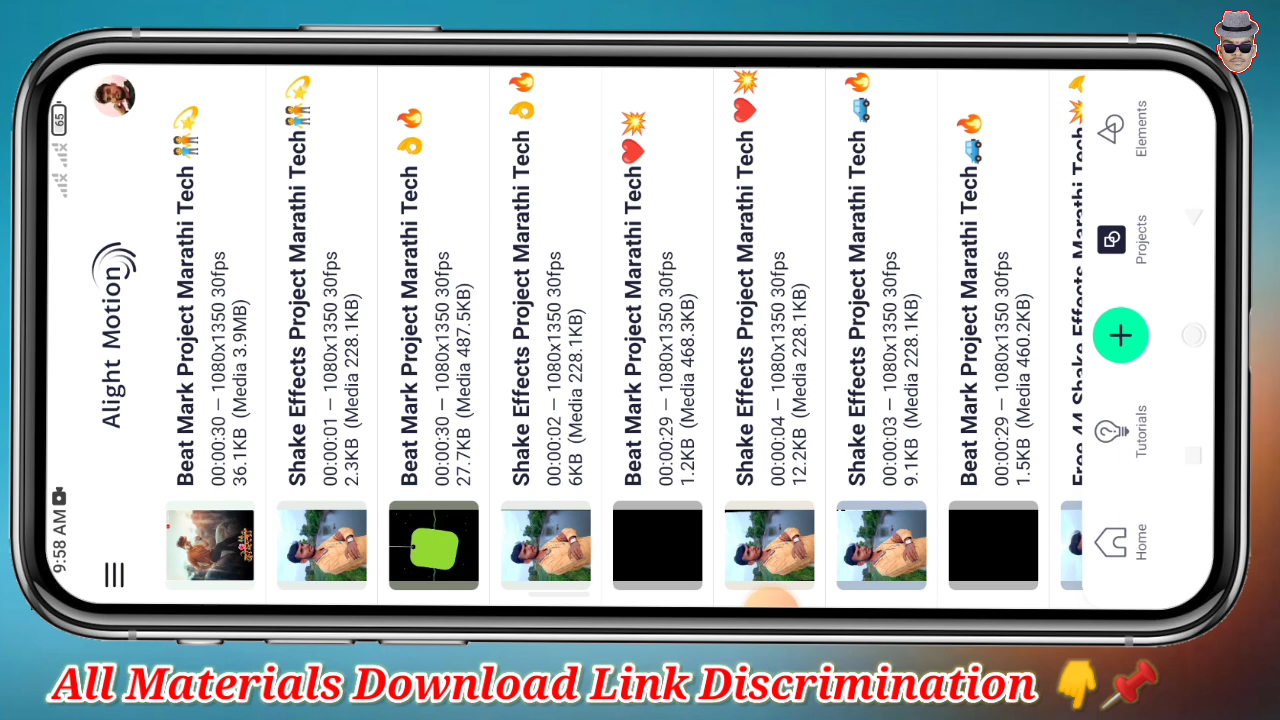 9:58 AM
65
Alight Motion
Beat Mark Project Marathi Tech 🧑‍🤝‍🧑💫
00:00:30 — 1080x1350 30fps
36.1KB (Media 3.9MB)
Shake Effects Project Marathi Tech 🧑‍🤝‍🧑💫
00:00:01 — 1080x1350 30fps
2.3KB (Media 228.1KB)
Beat Mark Project Marathi Tech 👌🔥
00:00:30 — 1080x1350 30fps
27.7KB (Media 487.5KB)
Shake Effects Project Marathi Tech 👌🔥
00:00:02 — 1080x1350 30fps
6KB (Media 228.1KB)
Beat Mark Project Marathi Tech❤️💥
00:00:29 — 1080x1350 30fps
1.2KB (Media 468.3KB)
Shake Effects Project Marathi Tech ❤️💥
00:00:04 — 1080x1350 30fps
12.2KB (Media 228.1KB)
Shake Effects Project Marathi Tech 🚙🔥
00:00:03 — 1080x1350 30fps
9.1KB (Media 228.1KB)
Beat Mark Project Marathi Tech🚙🔥
00:00:29 — 1080x1350 30fps
1.5KB (Media 460.2KB)
Free 44 Shake Effects Marathi Tech💥
Home
Tutorials
Projects
Elements
All Materials Download Link Discrimination 👇📌